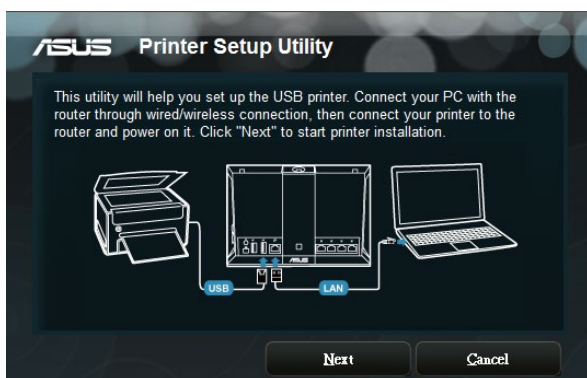 ASUS Printer Setup Utility
This utility will help you set up the USB printer. Connect your PC with the
router through wired/wireless connection, then connect your printer to the
router and power on it. Click "Next" to start printer installation.
ASUS
USB
LAN
Next
Cancel